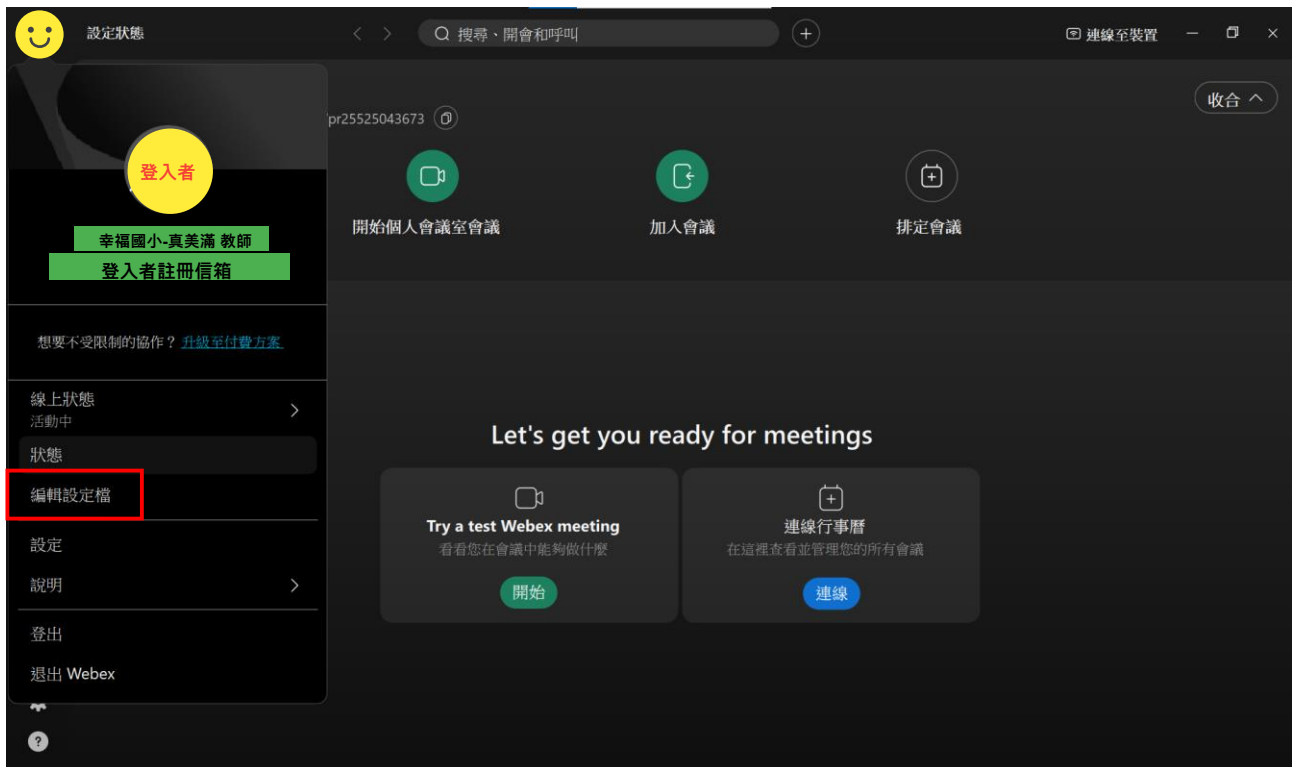 設定狀態
搜尋、開會和呼叫
連線至裝置
收合
pr25525043673
登入者
開始個人會議室會議
加入會議
排定會議
幸福國小-真美滿 教師
登入者註冊信箱
想要不受限制的協作？ 升級至付費方案
線上狀態
活動中
狀態
編輯設定檔
設定
說明
登出
退出 Webex
Let's get you ready for meetings
Try a test Webex meeting
看看您在會議中能夠做什麼
開始
連線行事曆
在這裡查看並管理您的所有會議
連線